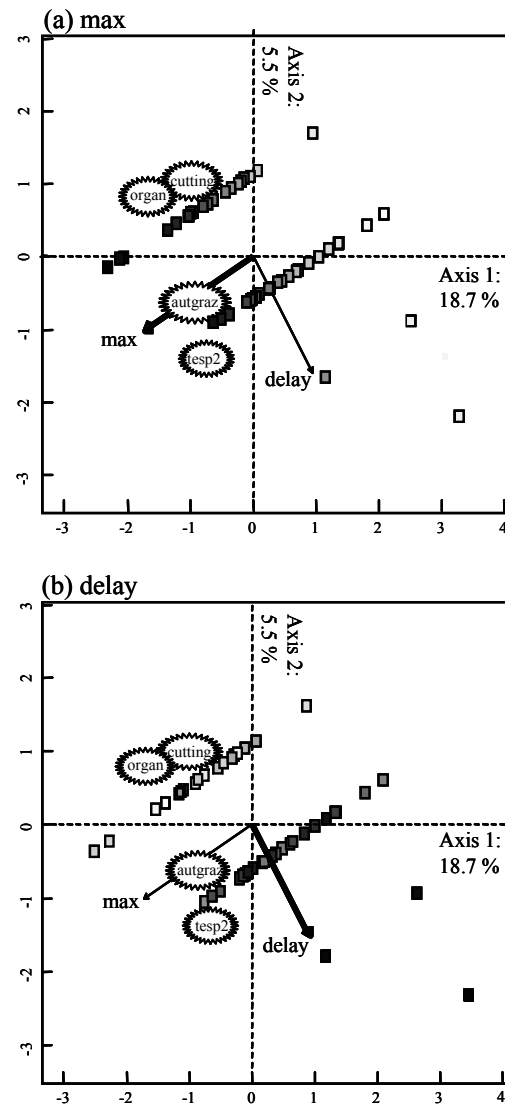 (a) max
3
2
1
0
-1
-2
-3
Axis 2:
5.5 %
organ
cutting
autgraz
tesp2
max
delay
Axis 1:
18.7 %
-3
-2
-1
0
1
2
3
4
(b) delay
3
2
1
0
-1
-2
-3
Axis 2:
5.5 %
organ
cutting
autgraz
tesp2
max
delay
Axis 1:
18.7 %
-3
-2
-1
0
1
2
3
4